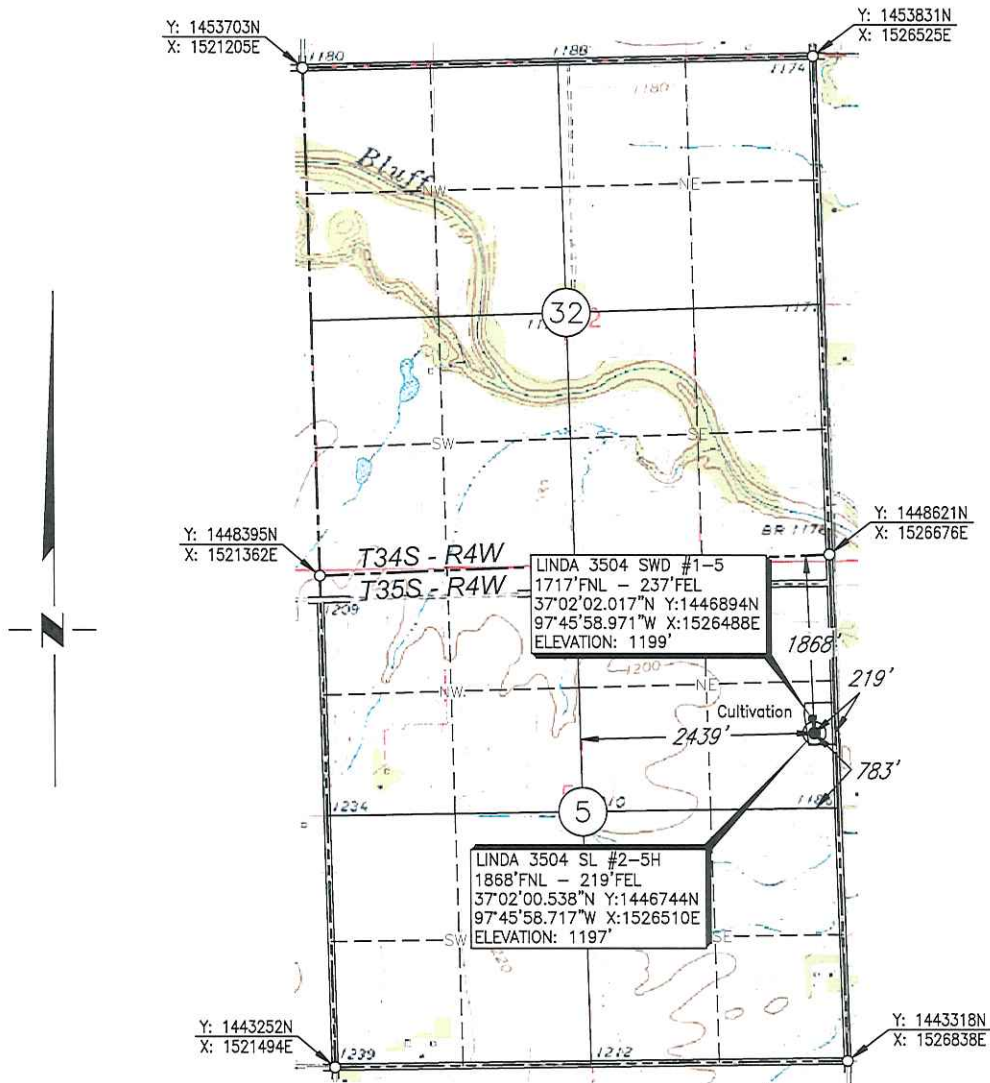 Y: 1453703N
X: 1521205E
Y: 1453831N
X: 1526525E
1180
1188
1174
1180
Bluff
NW
NE
32
SW
SE
BR 1176
Y: 1448395N
X: 1521362E
Y: 1448621N
X: 1526676E
T34S - R4W
T35S - R4W
1209
LINDA 3504 SWD #1-5
1717'FNL - 237'FEL
37°02'02.017"N Y:1446894N
97°45'58.971"W X:1526488E
ELEVATION: 1199'
1868'
1200
NW
NE
219'
Cultivation
2439'
783'
1234
5
LINDA 3504 SL #2-5H
1868'FNL - 219'FEL
37°02'00.538"N Y:1446744N
97°45'58.717"W X:1526510E
ELEVATION: 1197'
SW
SE
1220
Y: 1443252N
X: 1521494E
Y: 1443318N
X: 1526838E
1239
1212
N